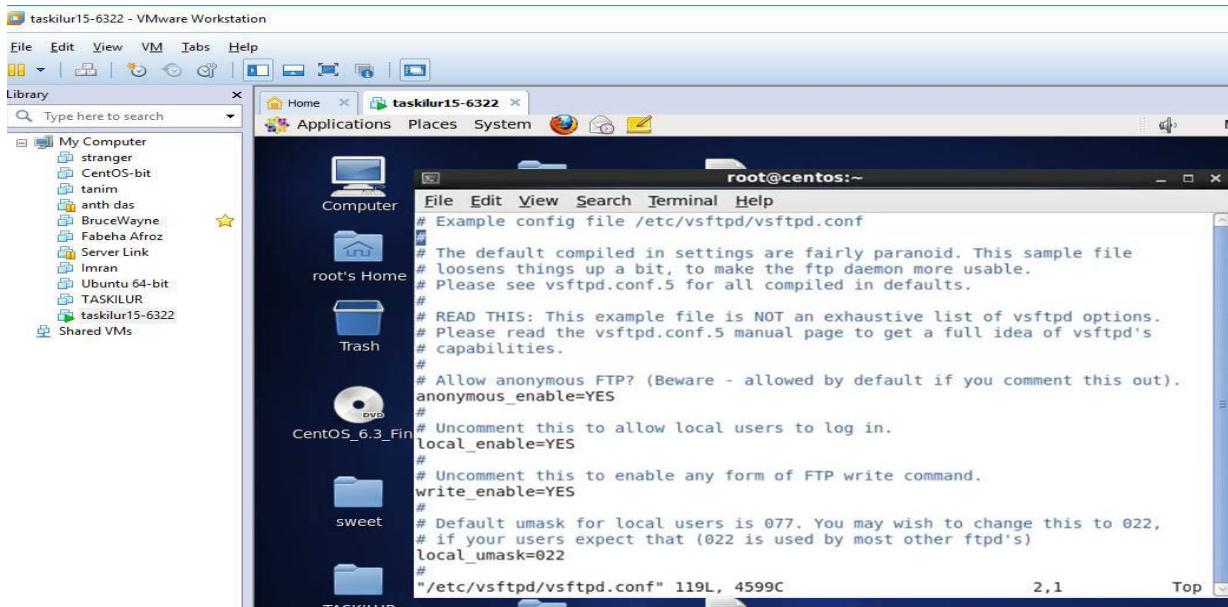 taskilur15-6322 - VMware Workstation
File Edit View VM Tabs Help
Library
Type here to search
My Computer
stranger
CentOS-bit
tanim
anth das
BruceWayne
Fabeha Afroz
Server Link
Imran
Ubuntu 64-bit
TASKILUR
taskilur15-6322
Shared VMs
Home taskilur15-6322
Applications Places System
Computer
root's Home
Trash
DVD
CentOS_6.3_Fin
sweet
root@centos:~
File Edit View Search Terminal Help
# Example config file /etc/vsftpd/vsftpd.conf
#
# The default compiled in settings are fairly paranoid. This sample file
# loosens things up a bit, to make the ftp daemon more usable.
# Please see vsftpd.conf.5 for all compiled in defaults.
#
# READ THIS: This example file is NOT an exhaustive list of vsftpd options.
# Please read the vsftpd.conf.5 manual page to get a full idea of vsftpd's
# capabilities.
#
# Allow anonymous FTP? (Beware - allowed by default if you comment this out).
anonymous_enable=YES
#
# Uncomment this to allow local users to log in.
local_enable=YES
#
# Uncomment this to enable any form of FTP write command.
write_enable=YES
#
# Default umask for local users is 077. You may wish to change this to 022,
# if your users expect that (022 is used by most other ftpd's)
local_umask=022
#
"/etc/vsftpd/vsftpd.conf" 119L, 4599C 2,1 Top